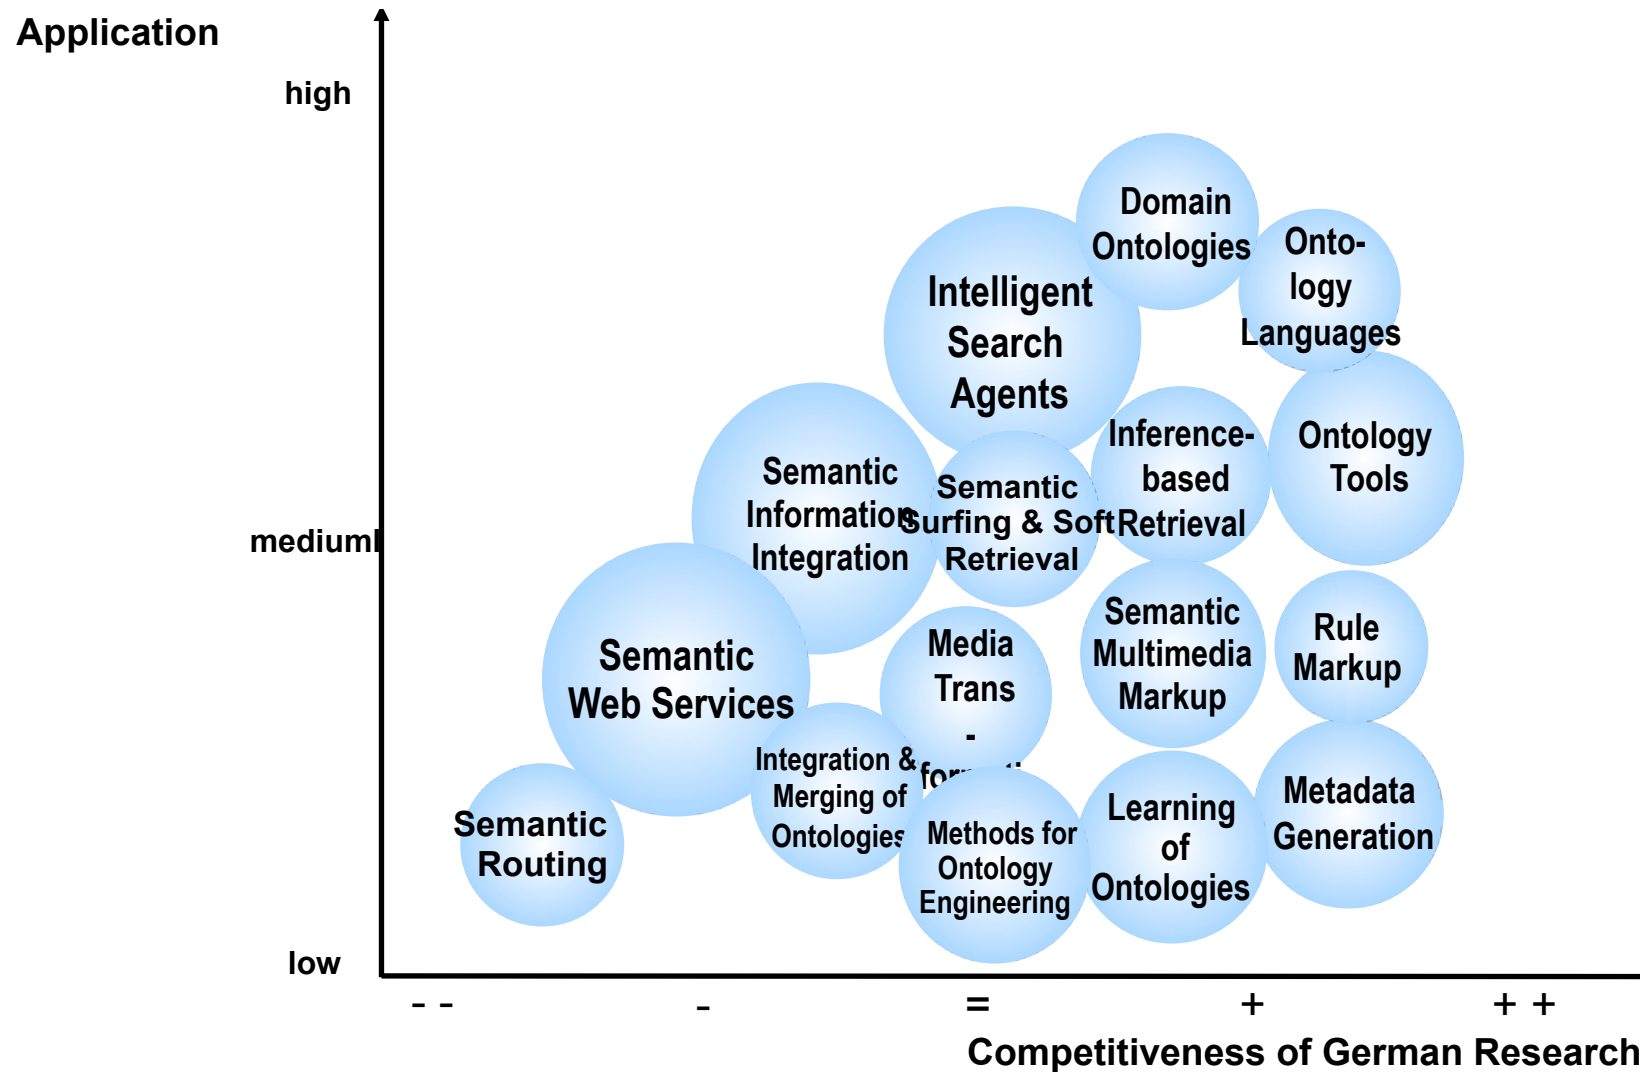 Application
high
Domain
Ontologies
Onto-
logy
Languages
Intelligent
Search
Agents
Inference-
based
Retrieval
Ontology
Tools
Semantic
Information
Integration
Semantic
Surfing & Soft
Retrieval
medium
Semantic
Web Services
Media
Trans
-
Semantic
Multimedia
Markup
Rule
Markup
Integration &
Merging of
Ontologies
Semantic
Routing
Methods for
Ontology
Engineering
Learning
of
Ontologies
Metadata
Generation
low
- -
-
=
+
+ +
Competitiveness of German Research